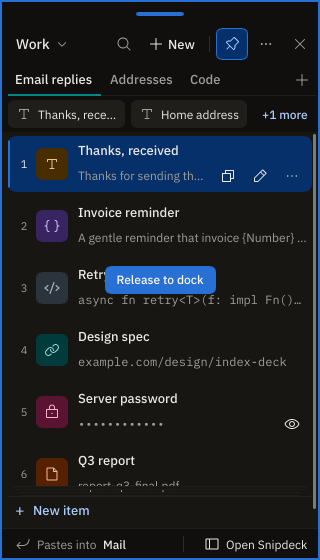 Work
New
Email replies
Addresses
Code
Thanks, rece...
Home address
+1 more
1
Thanks, received
Thanks for sending th...
2
Invoice reminder
A gentle reminder that invoice {Number} ...
3
Retry
Release to dock
async fn retry<T>(f: impl Fn()...
4
Design spec
example.com/design/index-deck
5
Server password
••••••••••••
6
Q3 report
report-q3-final.pdf
+ New item
Pastes into Main
Open Snipdeck